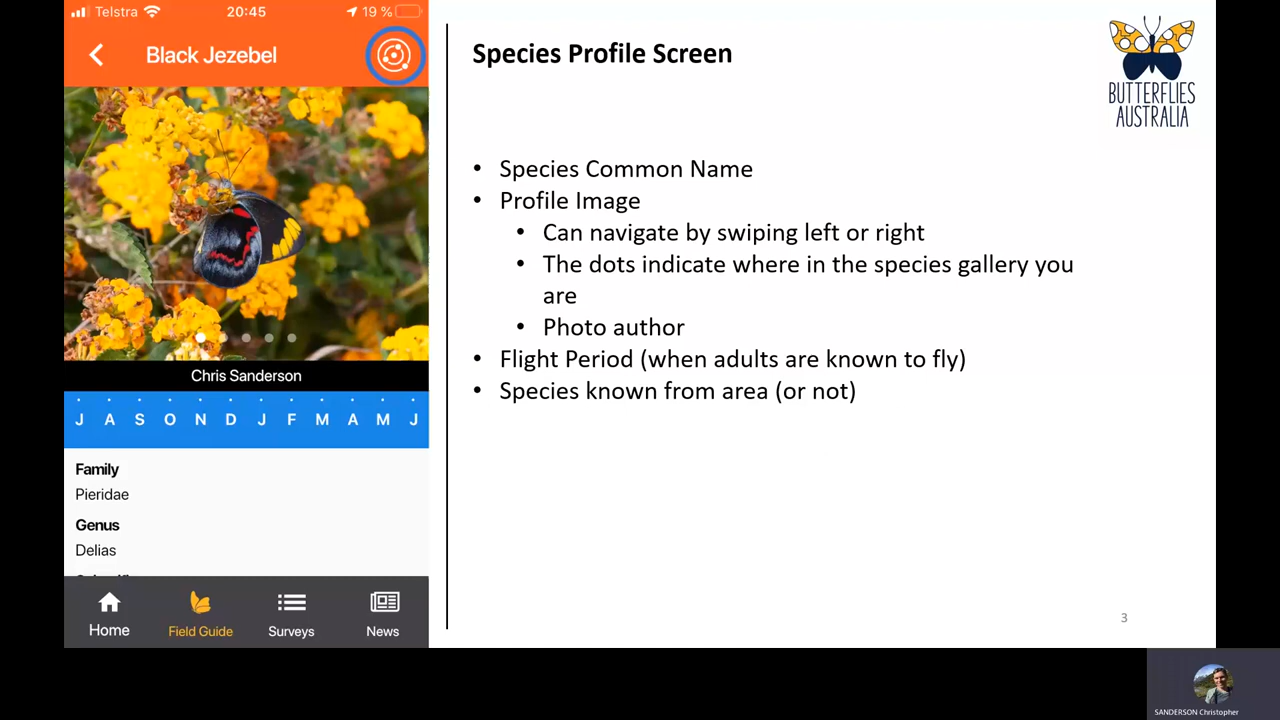 Telstra 20:45 19 %
Black Jezebel
Chris Sanderson
J A S O N D J F M A M J
Family
Pieridae
Genus
Delias
Home Field Guide Surveys News
Species Profile Screen
BUTTERFLIES
AUSTRALIA
• Species Common Name
• Profile Image
• Can navigate by swiping left or right
• The dots indicate where in the species gallery you
are
• Photo author
• Flight Period (when adults are known to fly)
• Species known from area (or not)
3
SANDERSON Christopher